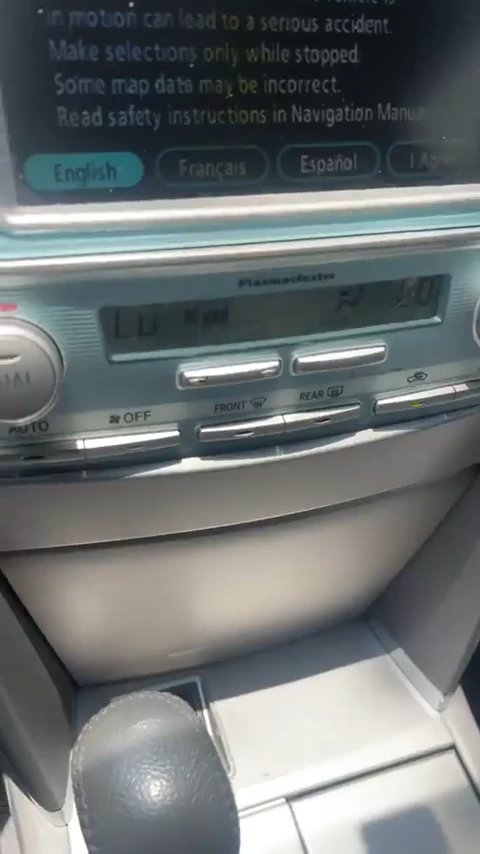 in motion can lead to a serious accident.
Make selections only while stopped.
Some map data may be incorrect.
Read safety instructions in Navigation
English
Français
Español
I
Plasmacluster
LO
AUTO
OFF
FRONT
REAR